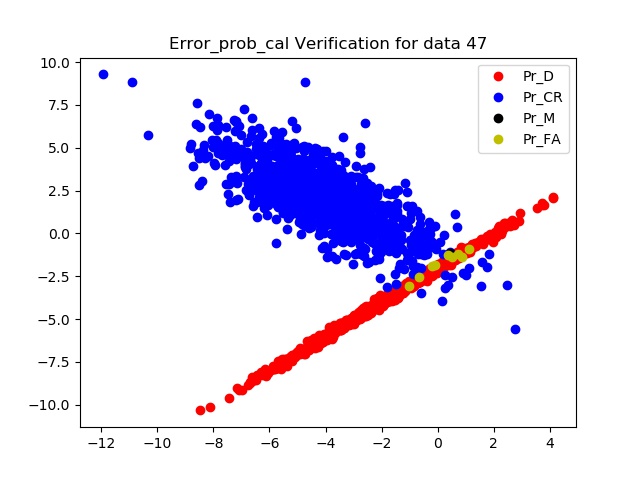 Error_prob_cal Verification for data 47
10.0
7.5
5.0
2.5
0.0
−2.5
−5.0
−7.5
−10.0
−12 −10 −8 −6 −4 −2 0 2 4
Pr_D
Pr_CR
Pr_M
Pr_FA